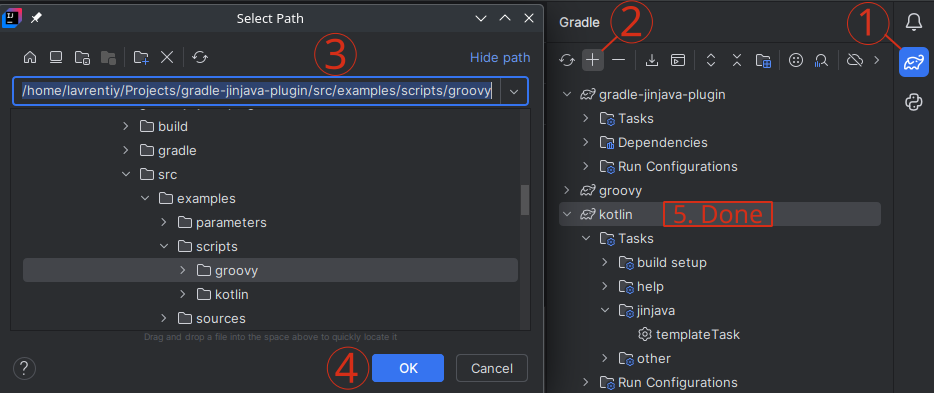 Select Path
3
Hide path
/home/lavrentiy/Projects/gradle-jinjava-plugin/src/examples/scripts/groovy
build
gradle
src
examples
parameters
scripts
groovy
kotlin
sources
Drag and drop a file into the space above to quickly locate it
?
4
OK
Cancel
Gradle
2
1
gradle-jinjava-plugin
Tasks
Dependencies
Run Configurations
groovy
kotlin
5. Done
Tasks
build setup
help
jinjava
templateTask
other
Run Configurations